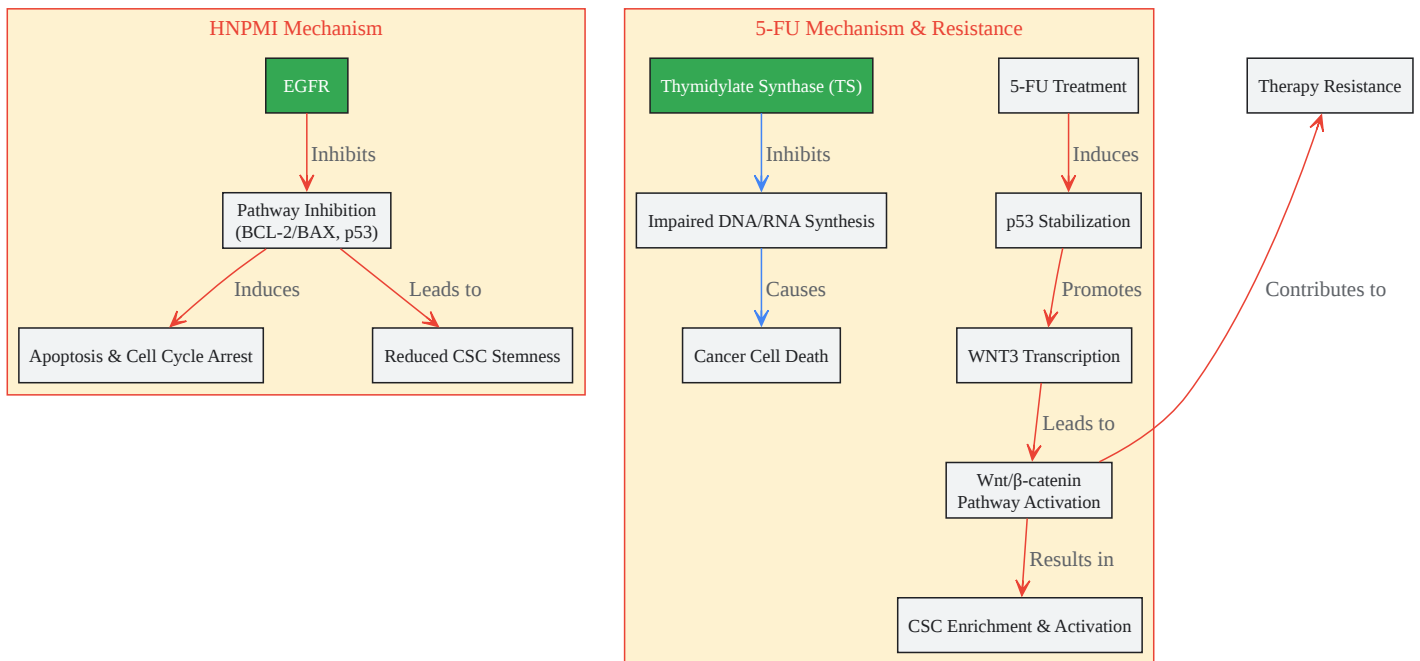 HNPMI Mechanism
EGFR
Inhibits
Pathway Inhibition
(BCL-2/BAX, p53)
Induces
Leads to
Apoptosis & Cell Cycle Arrest
Reduced CSC Stemness
5-FU Mechanism & Resistance
Thymidylate Synthase (TS)
Inhibits
Impaired DNA/RNA Synthesis
Causes
Cancer Cell Death
5-FU Treatment
Induces
p53 Stabilization
Promotes
WNT3 Transcription
Leads to
Wnt/β-catenin
Pathway Activation
Results in
CSC Enrichment & Activation
Contributes to
Therapy Resistance